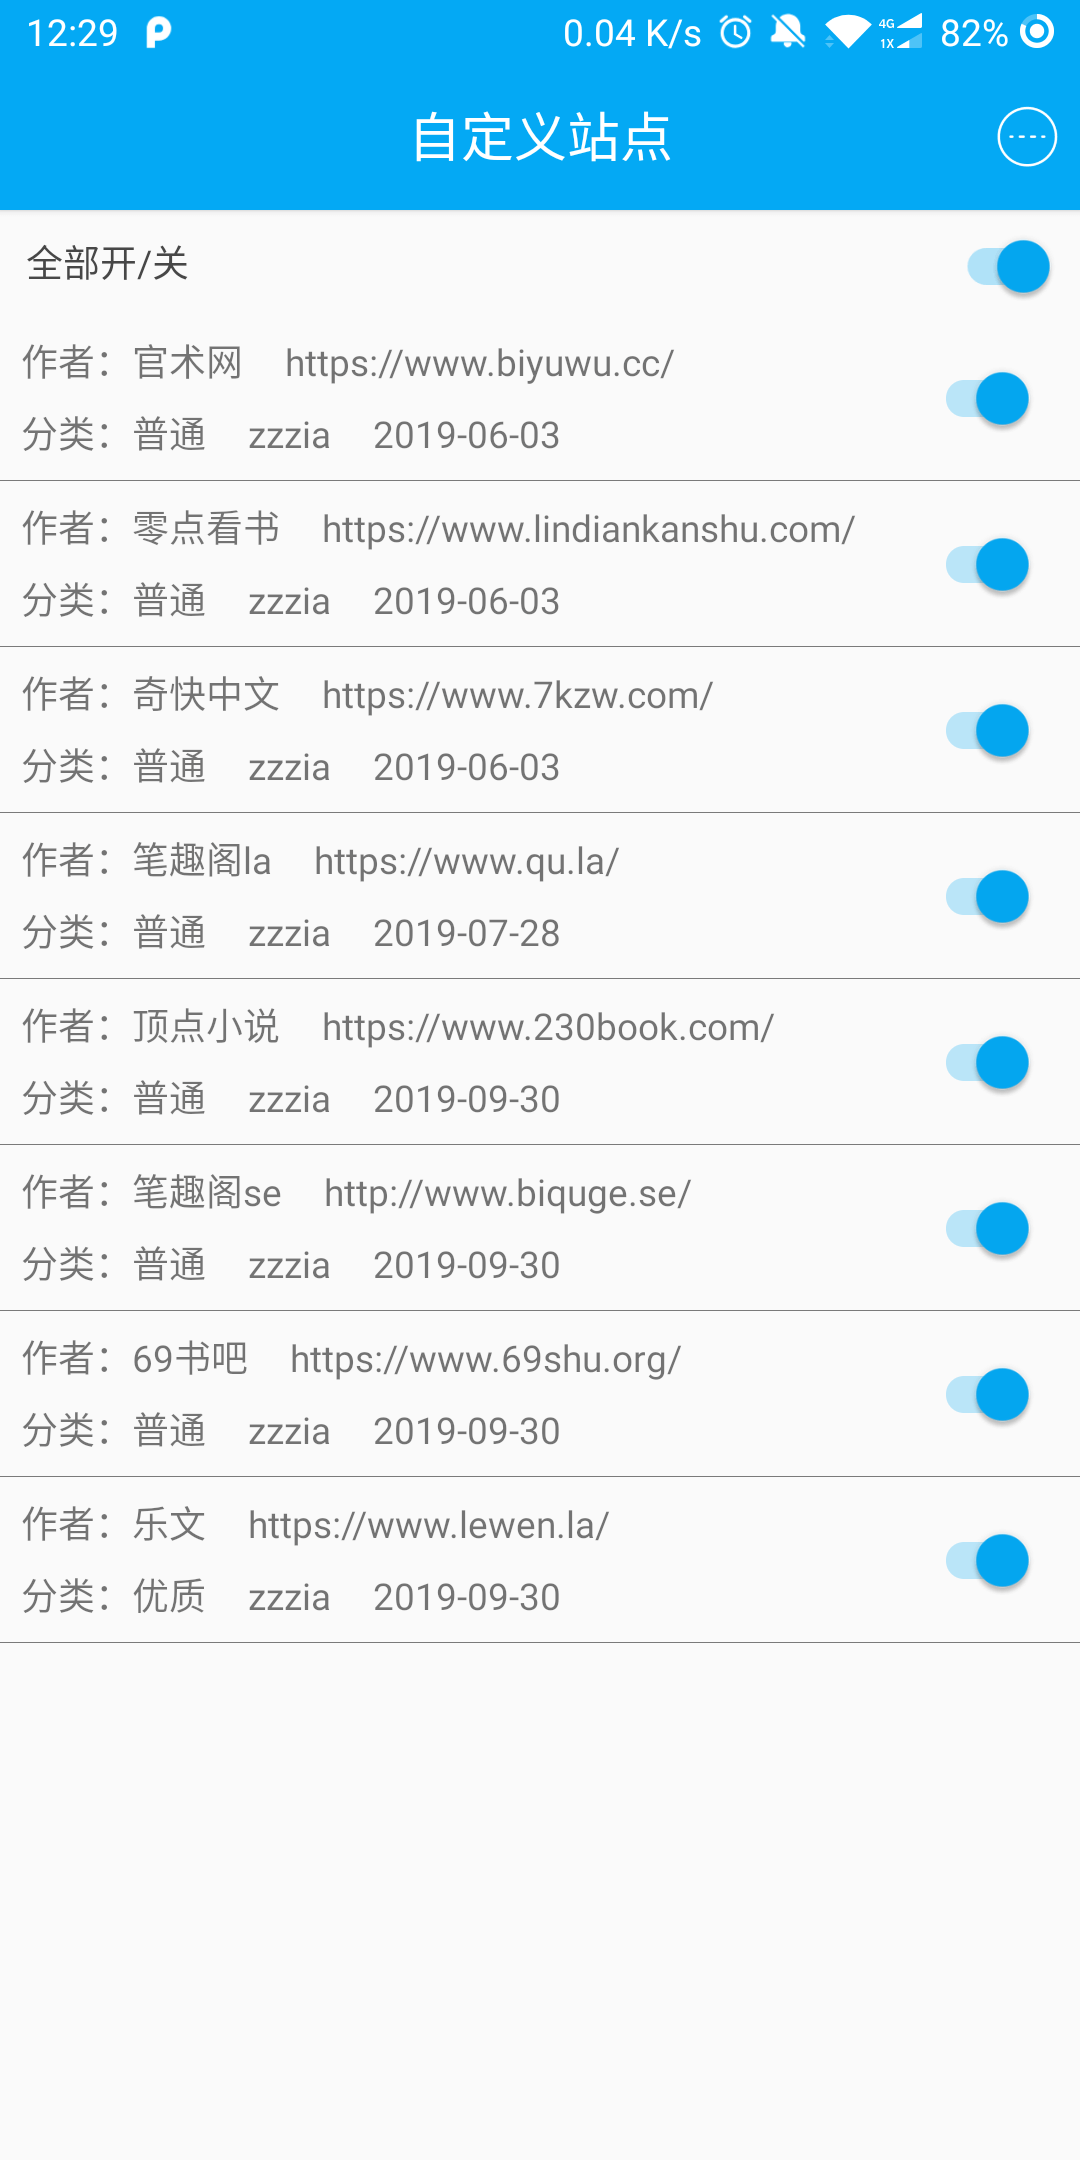 12:29 0.04 K/s 4G 1X 82%
自定义站点
全部开/关
作者：官术网 https://www.biyuwu.cc/
分类：普通 zzzia 2019-06-03
作者：零点看书 https://www.lindiankanshu.com/
分类：普通 zzzia 2019-06-03
作者：奇快中文 https://www.7kzw.com/
分类：普通 zzzia 2019-06-03
作者：笔趣阁la https://www.qu.la/
分类：普通 zzzia 2019-07-28
作者：顶点小说 https://www.230book.com/
分类：普通 zzzia 2019-09-30
作者：笔趣阁se http://www.biquge.se/
分类：普通 zzzia 2019-09-30
作者：69书吧 https://www.69shu.org/
分类：普通 zzzia 2019-09-30
作者：乐文 https://www.lewen.la/
分类：优质 zzzia 2019-09-30